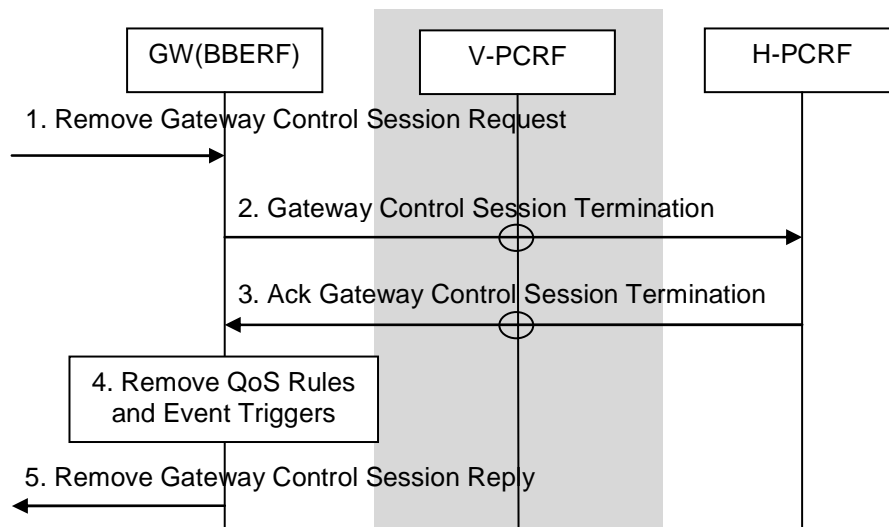 GW(BBERF)
V-PCRF
H-PCRF
1. Remove Gateway Control Session Request
2. Gateway Control Session Termination
3. Ack Gateway Control Session Termination
4. Remove QoS Rules
and Event Triggers
5. Remove Gateway Control Session Reply